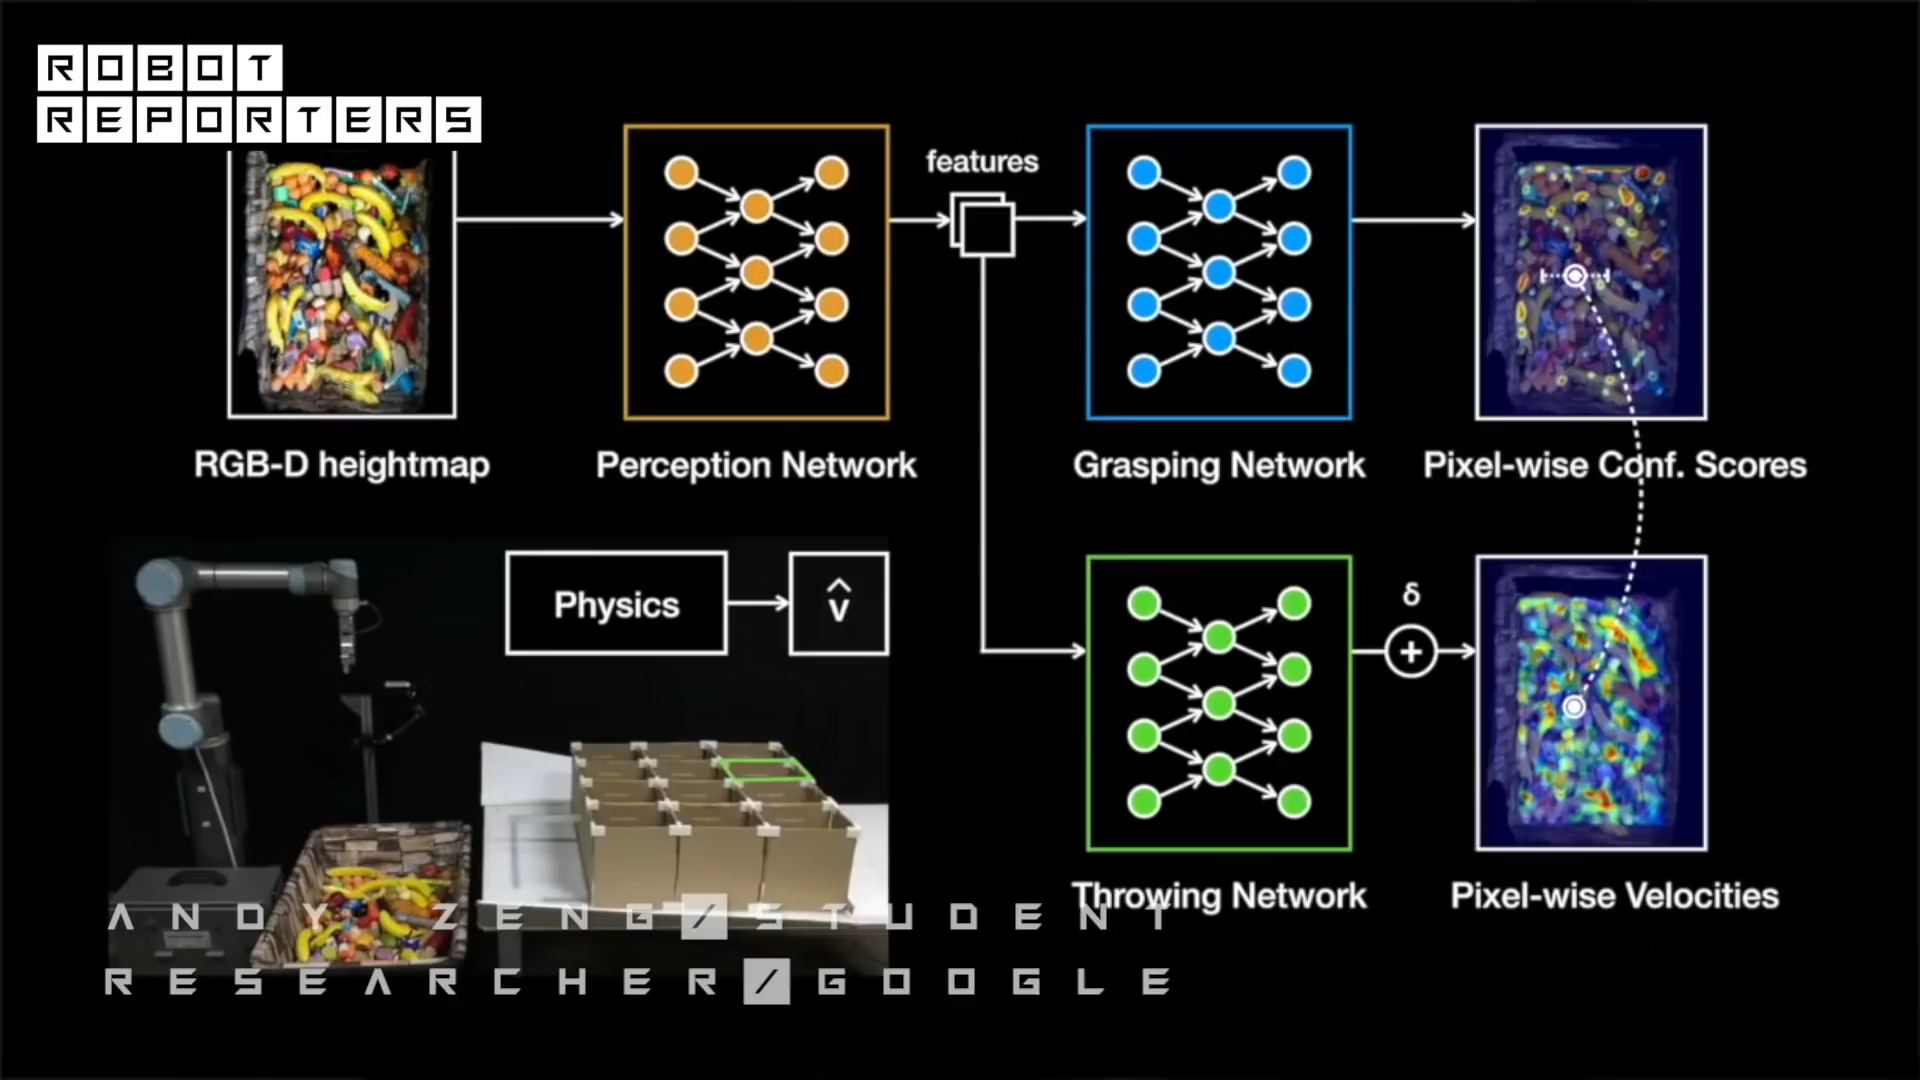 ROBOT
REPORTERS
features
RGB-D heightmap
Perception Network
Grasping Network
Pixel-wise Conf. Scores
Physics
v̂
δ
+
Throwing Network
Pixel-wise Velocities
ANDY ZENG/STUDENT
RESEARCHER/GOOGLE